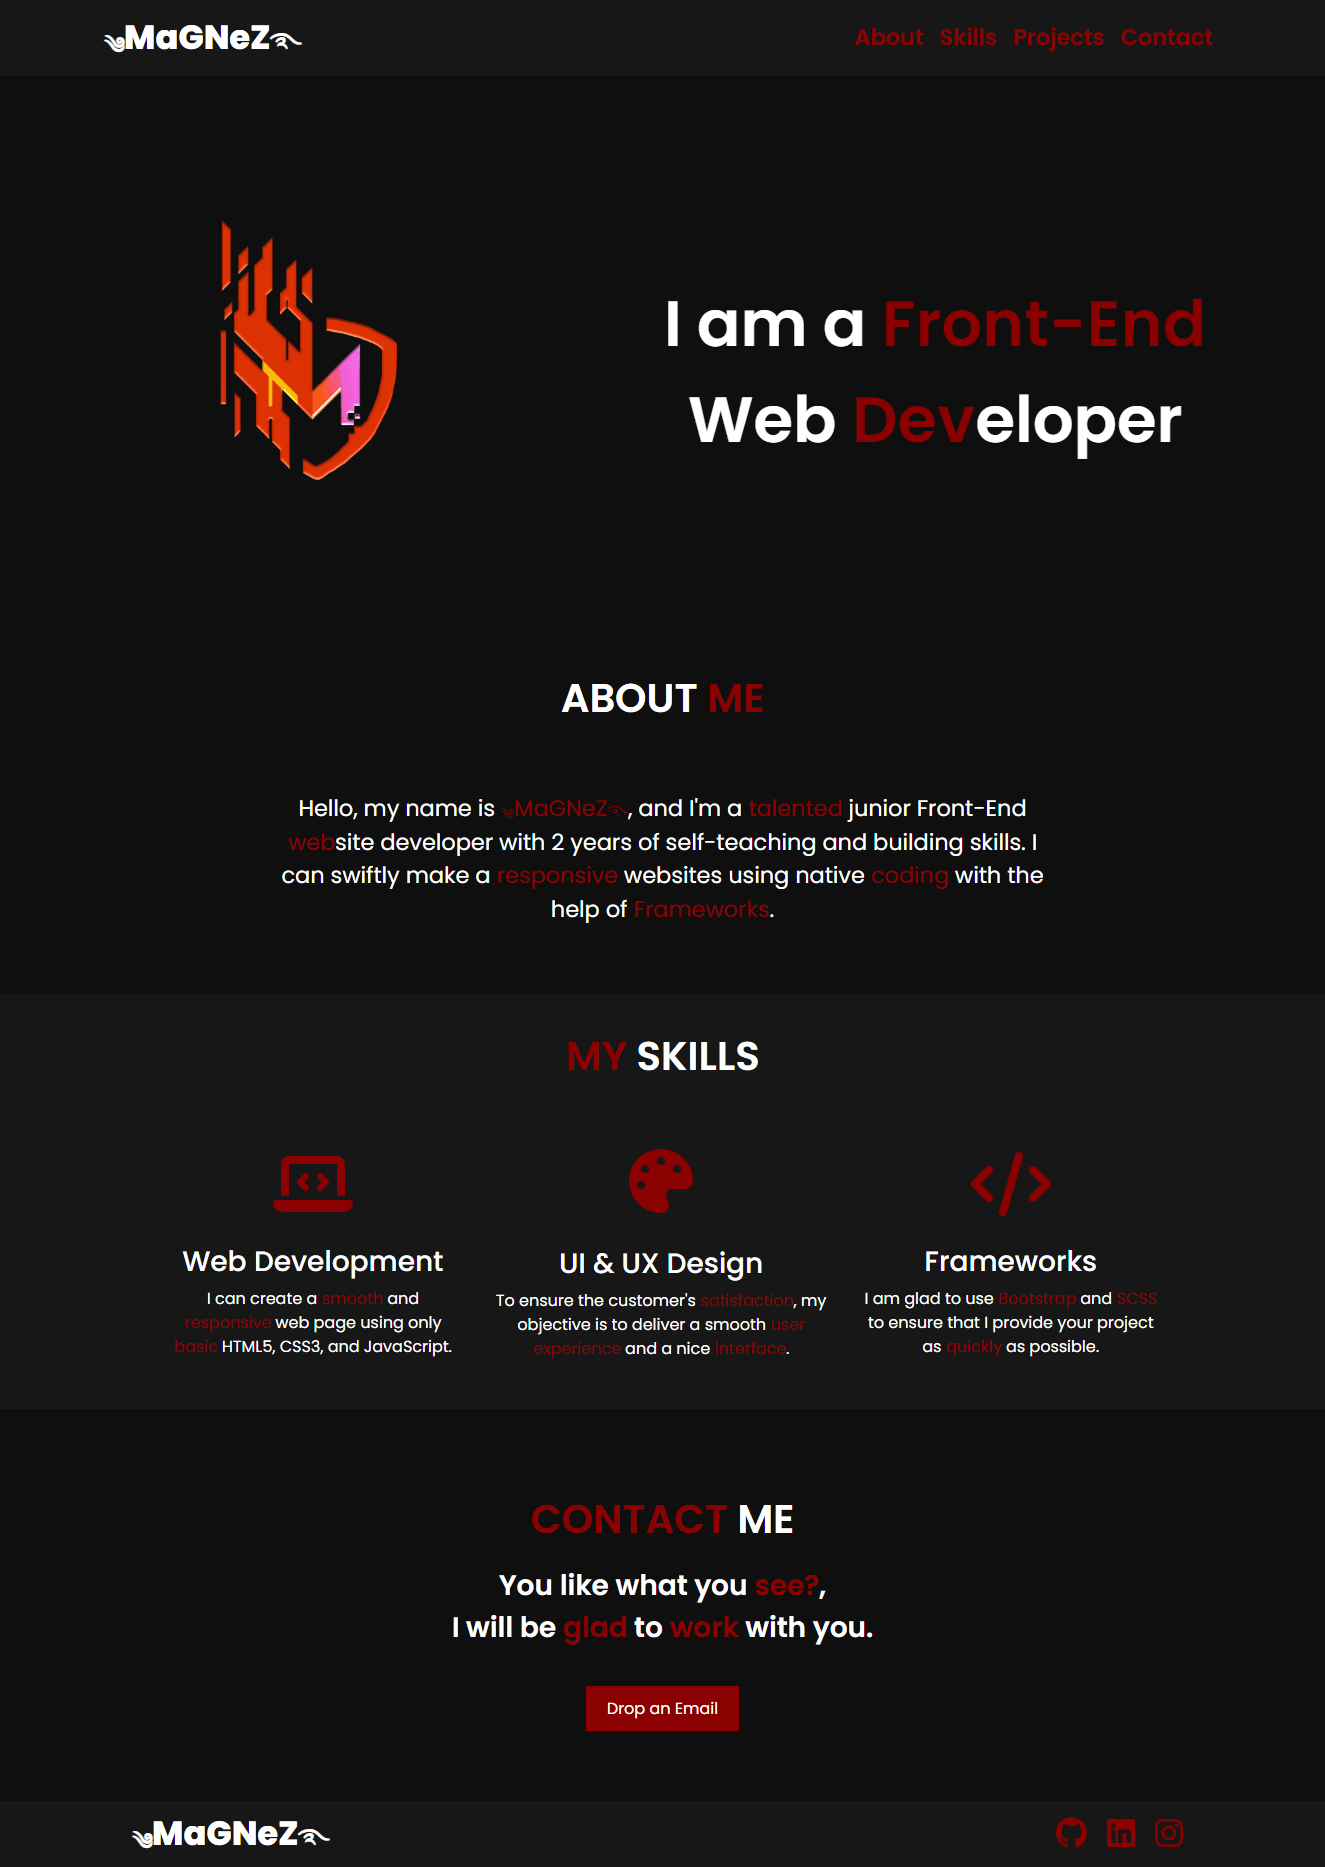 ༄MaGNeZ࿐
About Skills Projects Contact
I am a Front-End
Web Developer
ABOUT ME
Hello, my name is ༄MaGNeZ࿐, and I'm a talented junior Front-End
website developer with 2 years of self-teaching and building skills. I
can swiftly make a responsive websites using native coding with the
help of Frameworks.
MY SKILLS
Web Development
I can create a smooth and
responsive web page using only
basic HTML5, CSS3, and JavaScript.
UI & UX Design
To ensure the customer's satisfaction, my
objective is to deliver a smooth user
experience and a nice interface.
Frameworks
I am glad to use Bootstrap and SCSS
to ensure that I provide your project
as quickly as possible.
CONTACT ME
You like what you see?,
I will be glad to work with you.
Drop an Email
༄MaGNeZ࿐